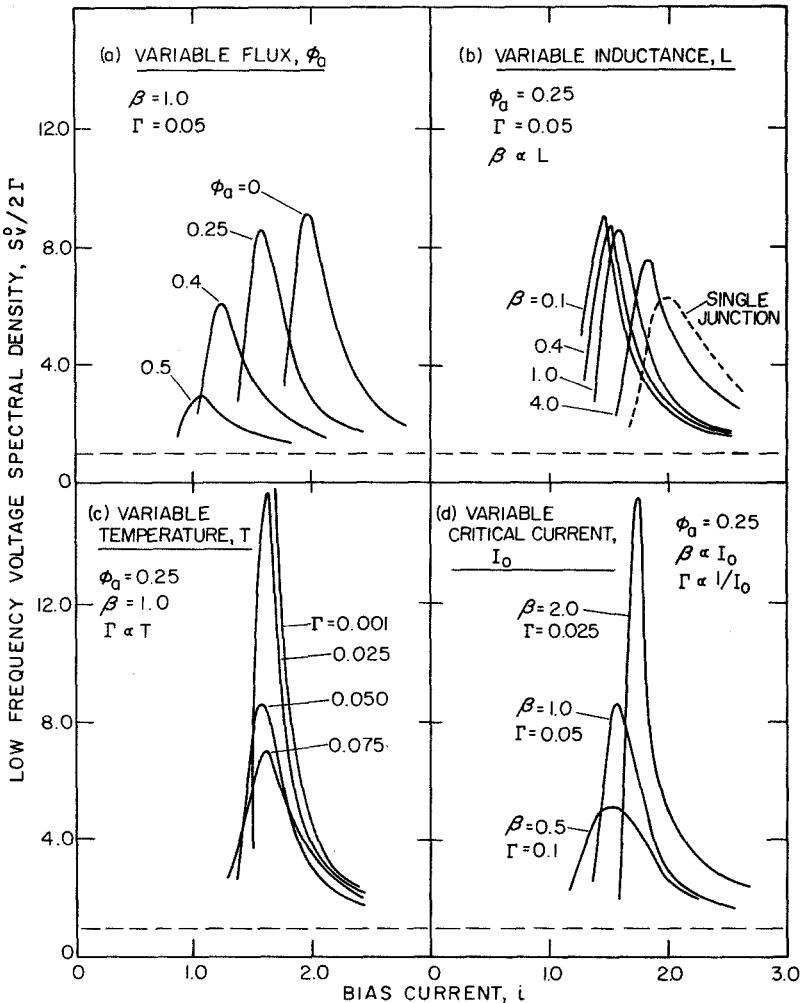 LOW FREQUENCY VOLTAGE SPECTRAL DENSITY, S_V^0/2Γ
(a) VARIABLE FLUX, ϕₐ
β = 1.0
Γ = 0.05
ϕₐ = 0
0.25
0.4
0.5
12.0
8.0
4.0
0
(b) VARIABLE INDUCTANCE, L
ϕₐ = 0.25
Γ = 0.05
β ∝ L
β = 0.1
0.4
1.0
4.0
SINGLE
JUNCTION
(c) VARIABLE
TEMPERATURE, T
ϕₐ = 0.25
β = 1.0
Γ ∝ T
Γ = 0.001
0.025
0.050
0.075
12.0
8.0
4.0
0
(d) VARIABLE
CRITICAL CURRENT,
I₀
ϕₐ = 0.25
β ∝ I₀
Γ ∝ 1/I₀
β = 2.0
Γ = 0.025
β = 1.0
Γ = 0.05
β = 0.5
Γ = 0.1
1.0 2.0 0 1.0 2.0 3.0
BIAS CURRENT, i